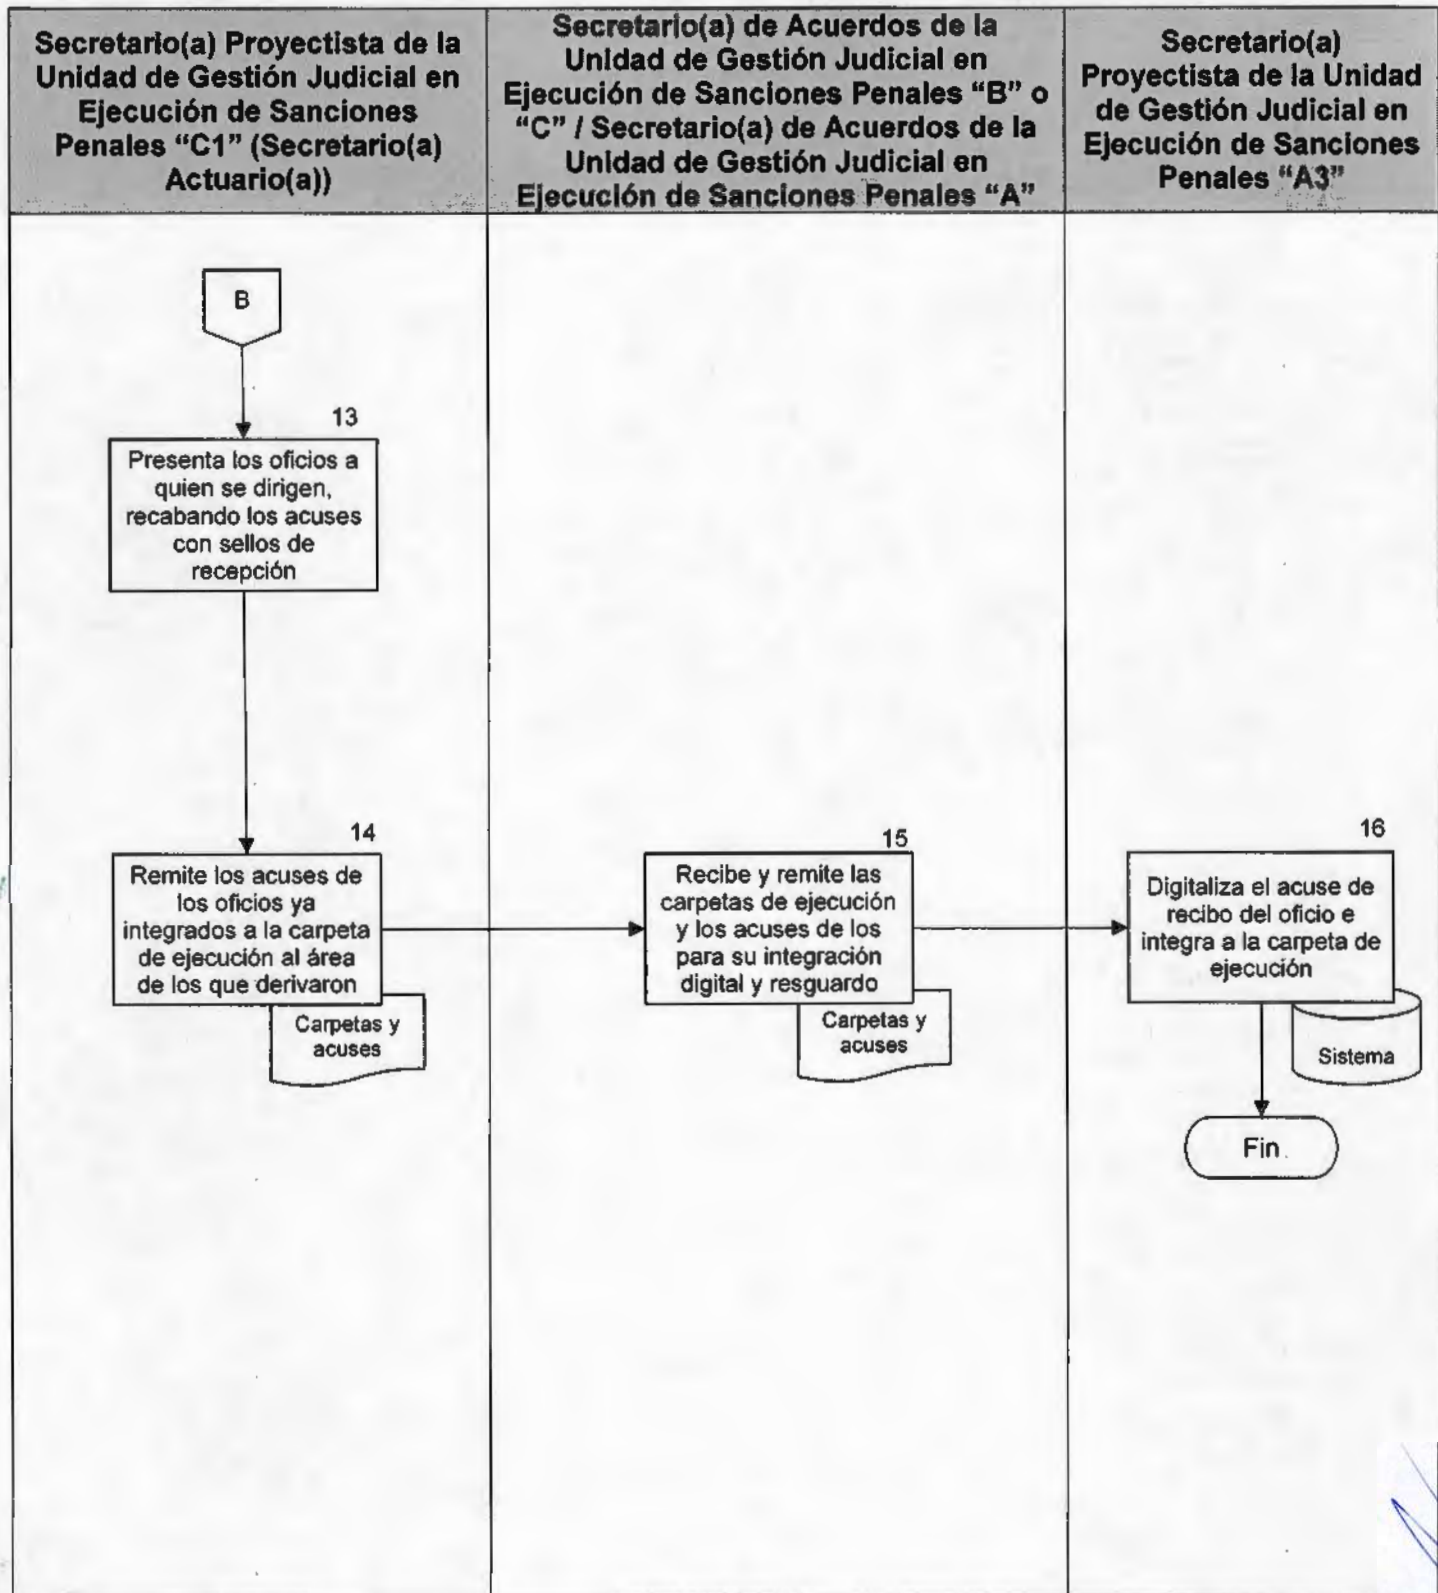 Secretario(a) Proyectista de la
Unidad de Gestión Judicial en
Ejecución de Sanciones
Penales “C1” (Secretario(a)
Actuario(a))
Secretario(a) de Acuerdos de la
Unidad de Gestión Judicial en
Ejecución de Sanciones Penales “B” o
“C” / Secretario(a) de Acuerdos de la
Unidad de Gestión Judicial en
Ejecución de Sanciones Penales “A”
Secretario(a)
Proyectista de la Unidad
de Gestión Judicial en
Ejecución de Sanciones
Penales “A3”
B
13
Presenta los oficios a
quien se dirigen,
recabando los acuses
con sellos de
recepción
14
Remite los acuses de
los oficios ya
integrados a la carpeta
de ejecución al área
de los que derivaron
Carpetas y
acuses
15
Recibe y remite las
carpetas de ejecución
y los acuses de los
para su integración
digital y resguardo
Carpetas y
acuses
16
Digitaliza el acuse de
recibo del oficio e
integra a la carpeta de
ejecución
Sistema
Fin